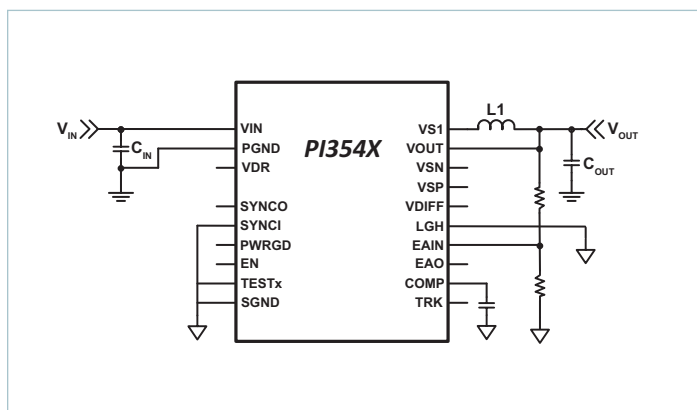 PI354X
V_IN
C_IN
VIN
PGND
VDR
SYNCO
SYNCI
PWRGD
EN
TESTx
SGND
VS1
VOUT
VSN
VSP
VDIFF
LGH
EAIN
EAO
COMP
TRK
L1
V_OUT
C_OUT